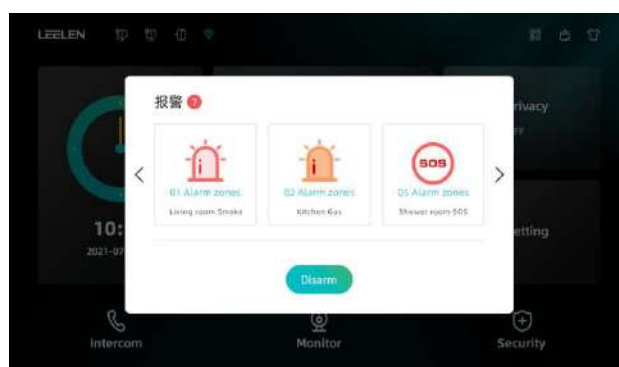 LEELEN
rivacy
报警 ?
SOS
01 Alarm zones
02 Alarm zones
05 Alarm zones
Living room Smoke
Kitchen Gas
Shower room SOS
10:
2021-07
etting
Disarm
Intercom
Monitor
Security